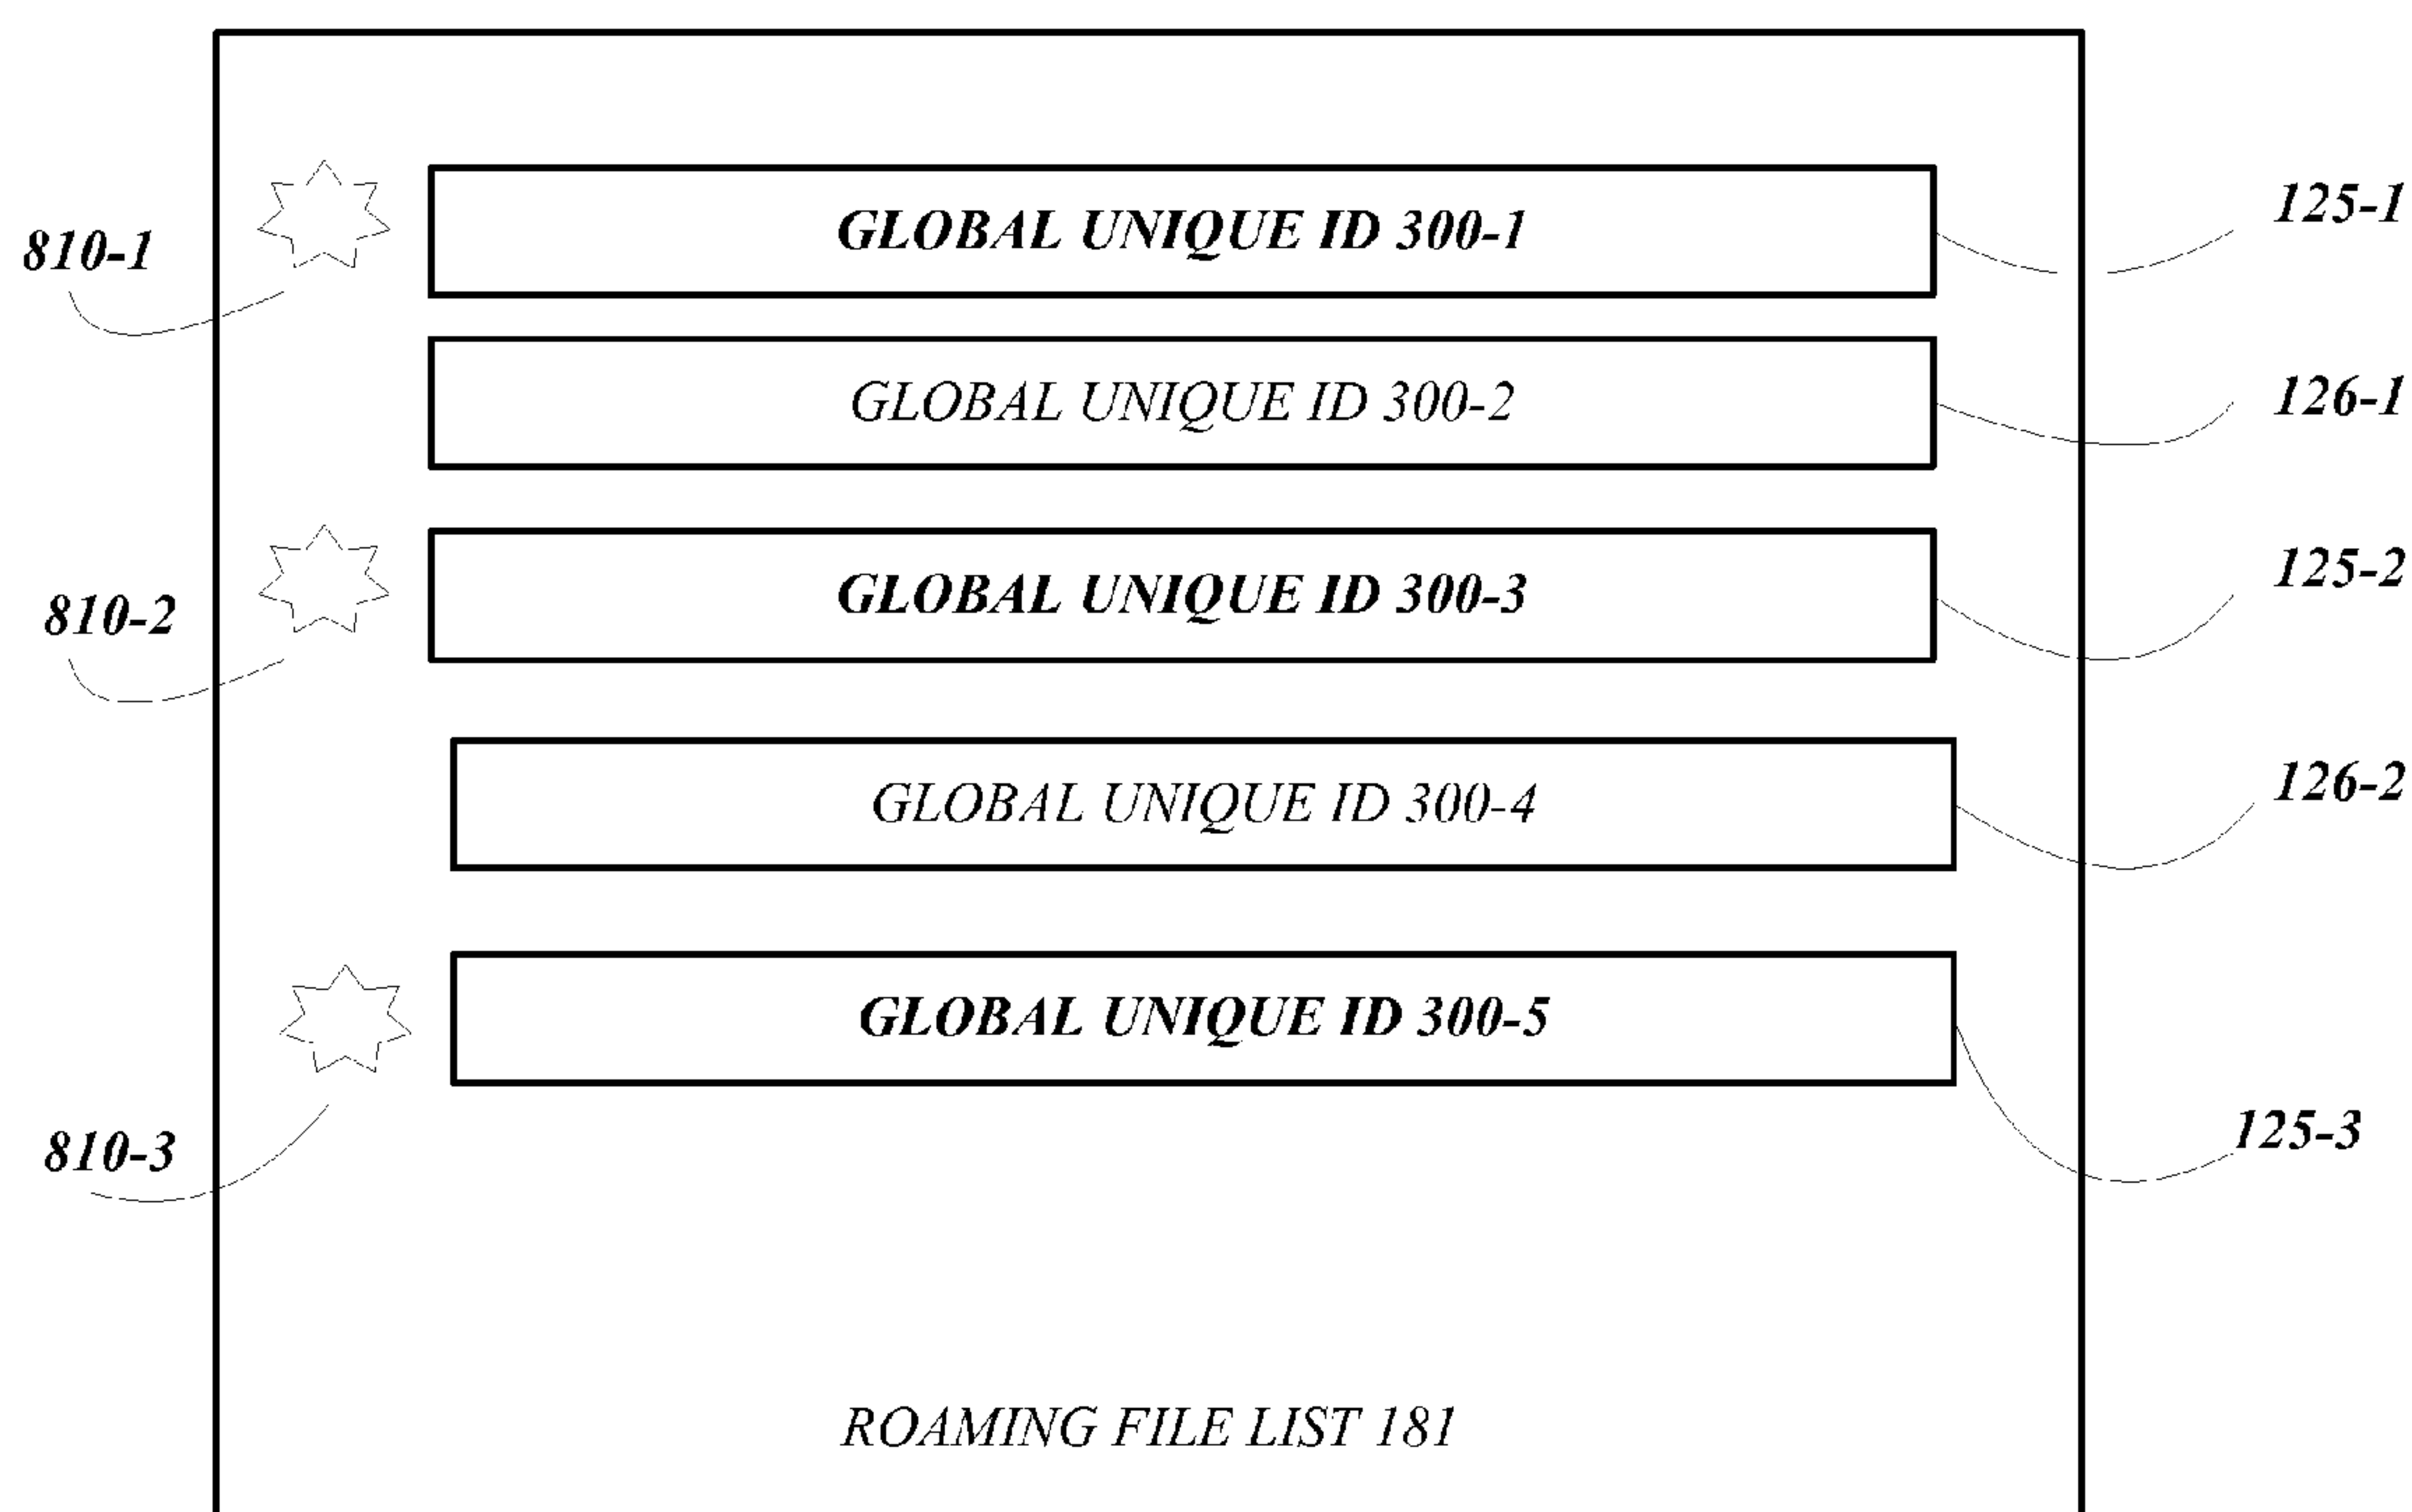 125-1
810-1
GLOBAL UNIQUE ID 300-1
126-1
GLOBAL UNIQUE ID 300-2
125-2
810-2
GLOBAL UNIQUE ID 300-3
126-2
GLOBAL UNIQUE ID 300-4
GLOBAL UNIQUE ID 300-5
810-3
125-3
ROAMING FILE LIST 181